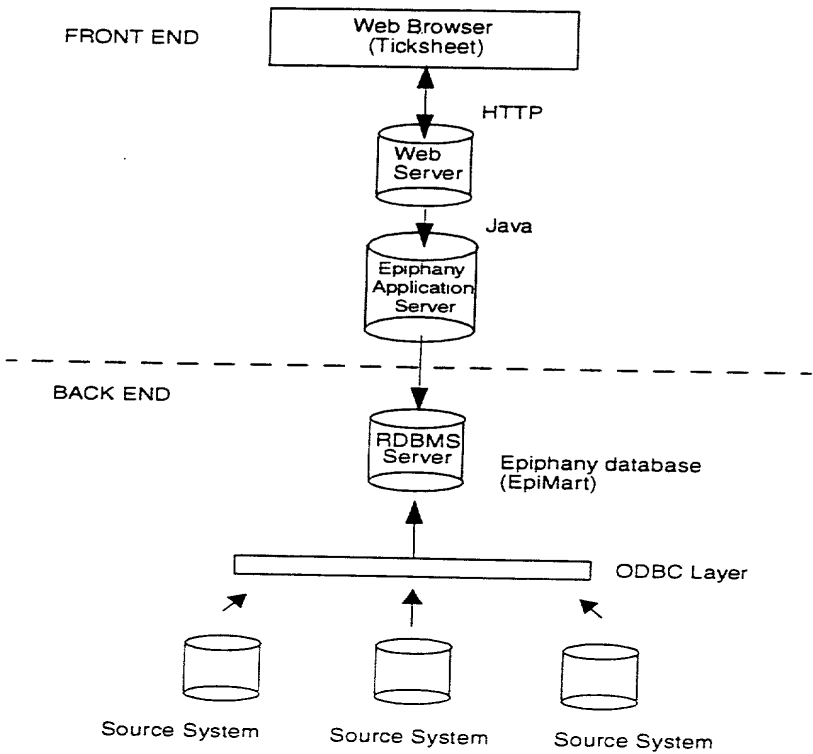 FRONT END
Web Browser
(Ticksheet)
HTTP
Web
Server
Java
Epiphany
Application
Server
BACK END
RDBMS
Server
Epiphany database
(EpiMart)
ODBC Layer
Source System
Source System
Source System